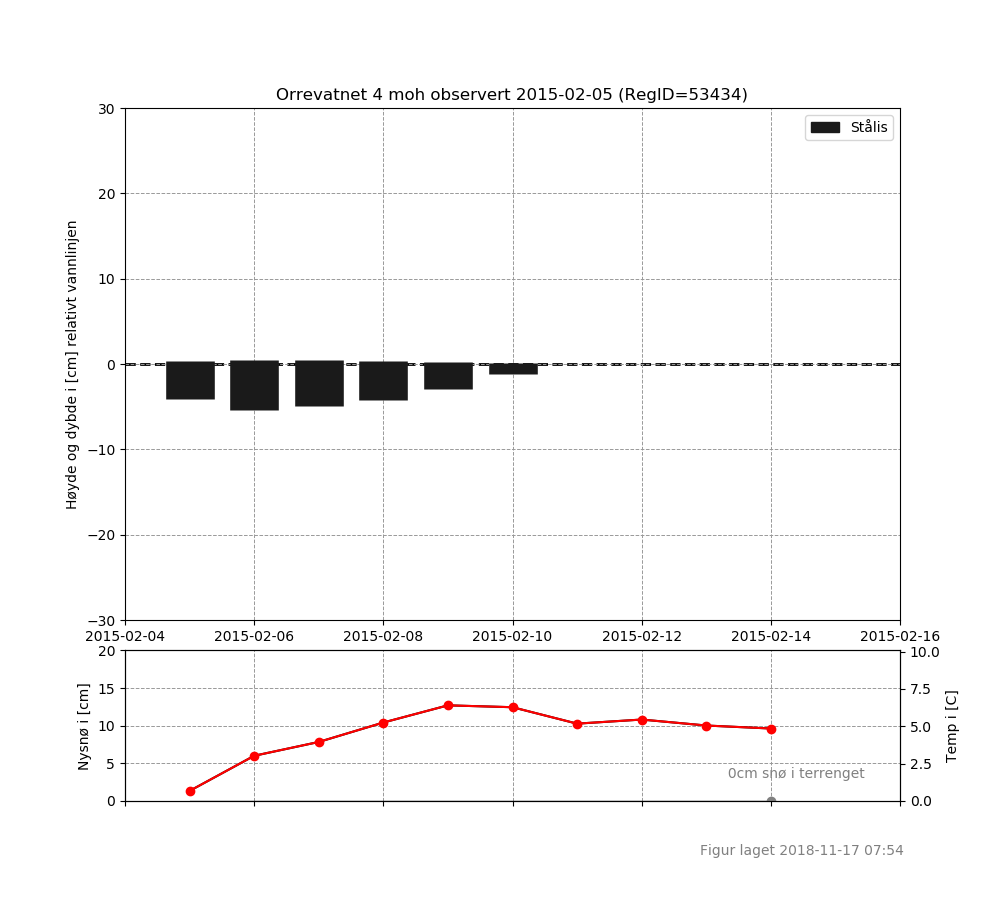 Orrevatnet 4 moh observert 2015-02-05 (RegID=53434)
Stålis
Høyde og dybde i [cm] relativt vannlinjen
30
20
10
0
−10
−20
−30
2015-02-04 2015-02-06 2015-02-08 2015-02-10 2015-02-12 2015-02-14 2015-02-16
Nysnø i [cm]
20
15
10
5
0
10.0
7.5
5.0
2.5
0.0
Temp i [C]
0cm snø i terrenget
Figur laget 2018-11-17 07:54